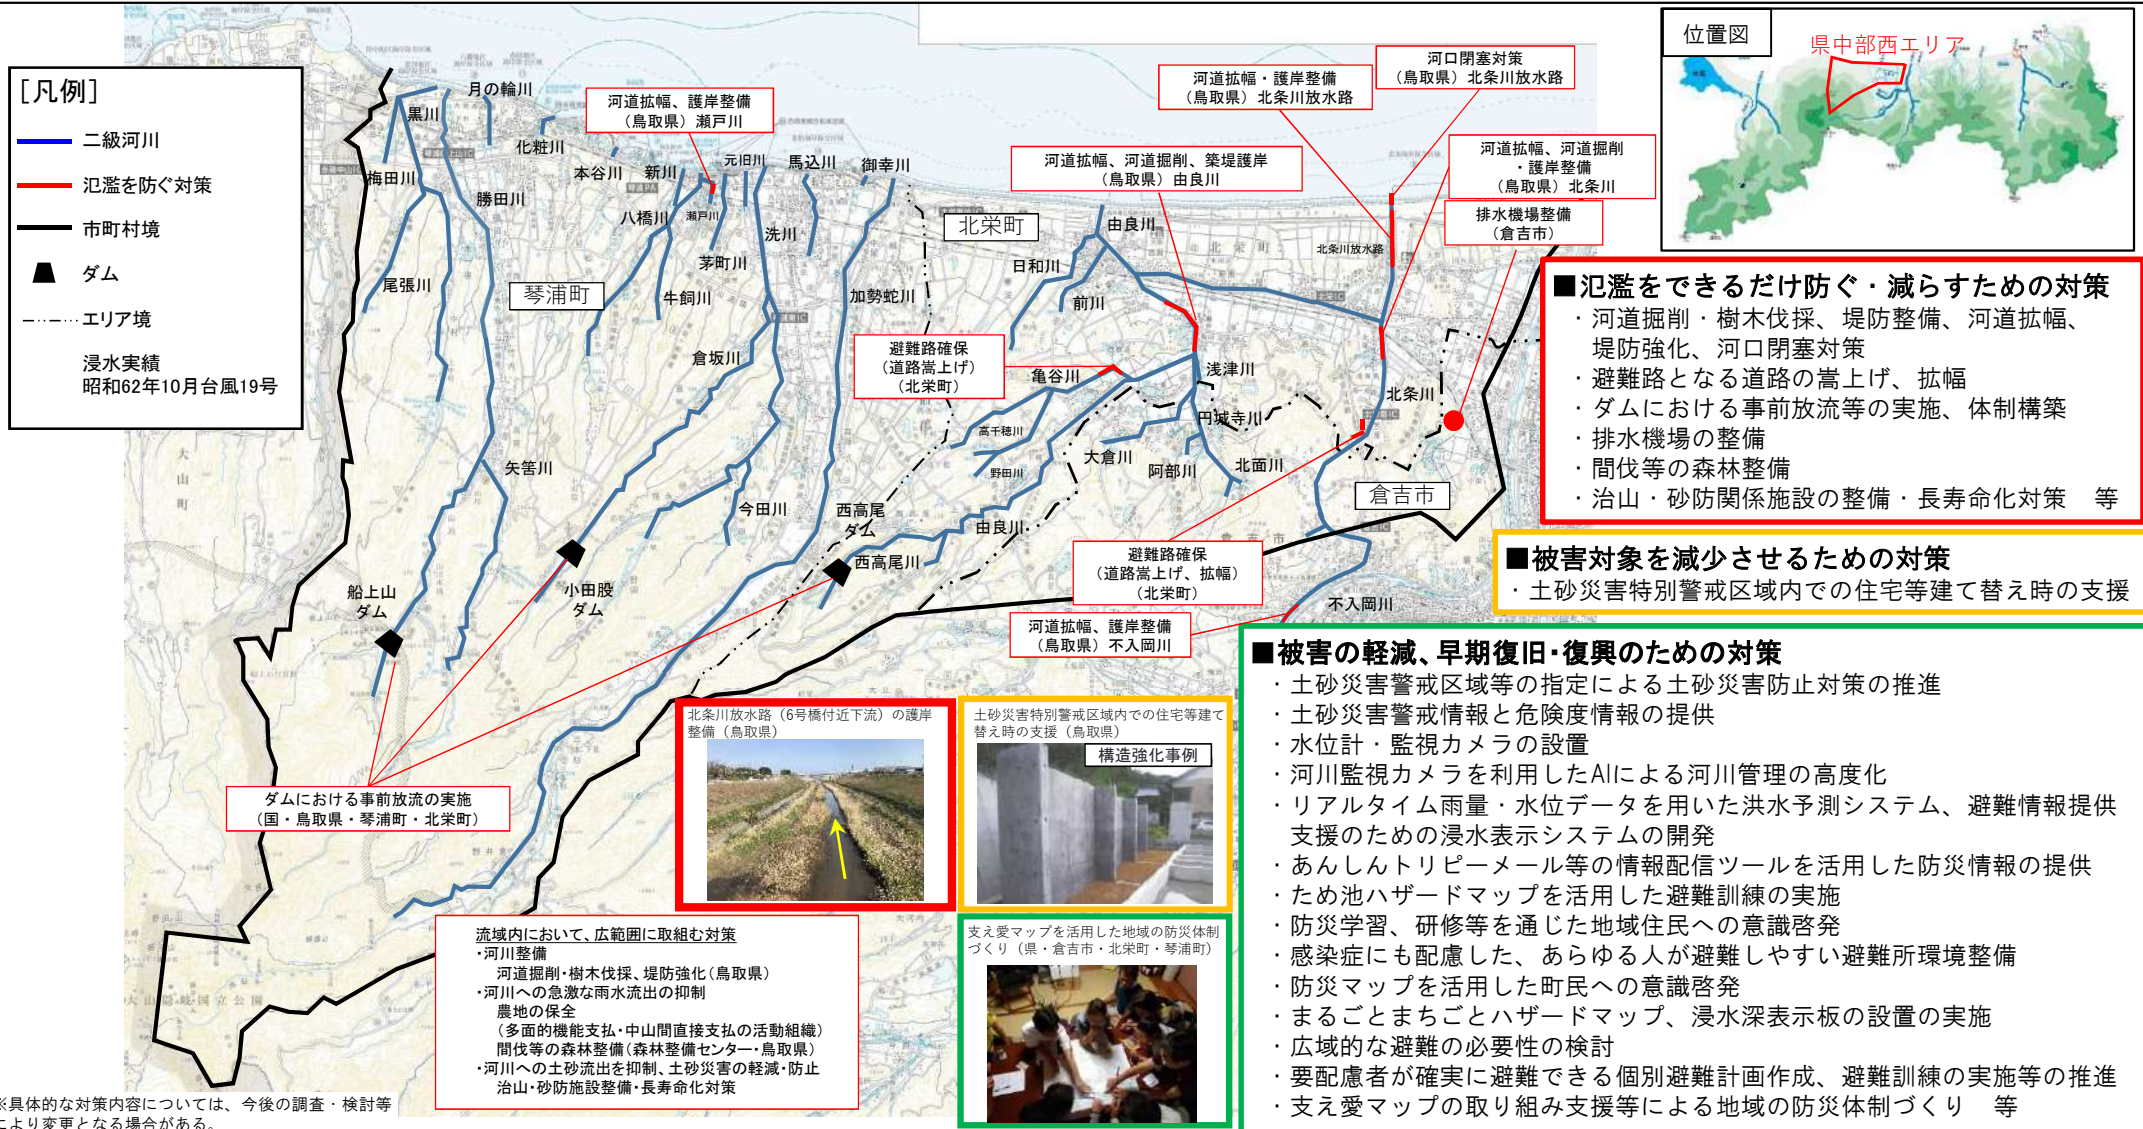 [凡例]
二級河川
氾濫を防ぐ対策
市町村境
ダム
エリア境
浸水実績
昭和62年10月台風19号
位置図
県中部西エリア
月の輪川
黒川
化粧川
梅田川
勝田川
本谷川
新川
元旧川
馬込川
御幸川
八橋川
瀬戸川
洗川
茅町川
尾張川
琴浦町
牛飼川
加勢蛇川
倉坂川
北栄町
由良川
日和川
前川
北条川放水路
亀谷川
浅津川
北条川
円城寺川
高千穂川
大倉川
野田川
阿部川
北面川
倉吉市
矢筈川
今田川
西高尾
ダム
由良川
西高尾川
船上山
ダム
小田股
ダム
不入岡川
大山町
河道拡幅、護岸整備
（鳥取県）瀬戸川
河道拡幅・護岸整備
（鳥取県）北条川放水路
河口閉塞対策
（鳥取県）北条川放水路
河道拡幅、河道掘削、築堤護岸
（鳥取県）由良川
河道拡幅、河道掘削
・護岸整備
（鳥取県）北条川
排水機場整備
（倉吉市）
避難路確保
（道路嵩上げ）
（北栄町）
避難路確保
（道路嵩上げ、拡幅）
（北栄町）
河道拡幅、護岸整備
（鳥取県）不入岡川
ダムにおける事前放流の実施
（国・鳥取県・琴浦町・北栄町）
■氾濫をできるだけ防ぐ・減らすための対策
・河道掘削・樹木伐採、堤防整備、河道拡幅、
堤防強化、河口閉塞対策
・避難路となる道路の嵩上げ、拡幅
・ダムにおける事前放流等の実施、体制構築
・排水機場の整備
・間伐等の森林整備
・治山・砂防関係施設の整備・長寿命化対策　等
■被害対象を減少させるための対策
・土砂災害特別警戒区域内での住宅等建て替え時の支援
■被害の軽減、早期復旧・復興のための対策
・土砂災害警戒区域等の指定による土砂災害防止対策の推進
・土砂災害警戒情報と危険度情報の提供
・水位計・監視カメラの設置
・河川監視カメラを利用したAIによる河川管理の高度化
・リアルタイム雨量・水位データを用いた洪水予測システム、避難情報提供
支援のための浸水表示システムの開発
・あんしんトリピーメール等の情報配信ツールを活用した防災情報の提供
・ため池ハザードマップを活用した避難訓練の実施
・防災学習、研修等を通じた地域住民への意識啓発
・感染症にも配慮した、あらゆる人が避難しやすい避難所環境整備
・防災マップを活用した町民への意識啓発
・まるごとまちごとハザードマップ、浸水深表示板の設置の実施
・広域的な避難の必要性の検討
・要配慮者が確実に避難できる個別避難計画作成、避難訓練の実施等の推進
・支え愛マップの取り組み支援等による地域の防災体制づくり　等
北条川放水路（6号橋付近下流）の護岸
整備（鳥取県）
土砂災害特別警戒区域内での住宅等建て
替え時の支援（鳥取県）
構造強化事例
支え愛マップを活用した地域の防災体制
づくり（県・倉吉市・北栄町・琴浦町）
流域内において、広範囲に取組む対策
・河川整備
河道掘削・樹木伐採、堤防強化（鳥取県）
・河川への急激な雨水流出の抑制
農地の保全
（多面的機能支払・中山間直接支払の活動組織）
間伐等の森林整備（森林整備センター・鳥取県）
・河川への土砂流出を抑制、土砂災害の軽減・防止
治山・砂防施設整備・長寿命化対策
※具体的な対策内容については、今後の調査・検討等
により変更となる場合がある。